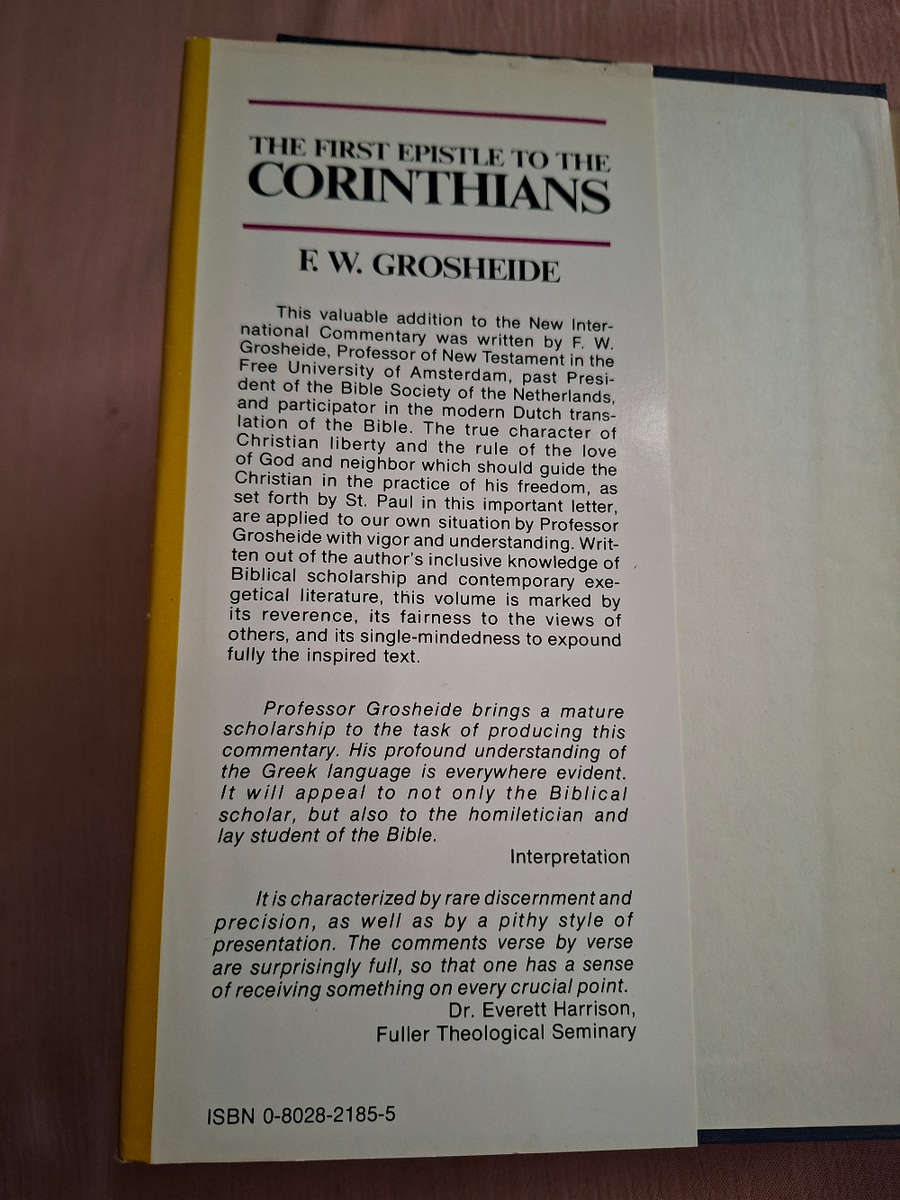 THE FIRST EPISTLE TO THE
CORINTHIANS
F. W. GROSHEIDE
This valuable addition to the New Inter-
national Commentary was written by F. W.
Grosheide, Professor of New Testament in the
Free University of Amsterdam, past Presi-
dent of the Bible Society of the Netherlands,
and participator in the modern Dutch trans-
lation of the Bible. The true character of
Christian liberty and the rule of the love
of God and neighbor which should guide the
Christian in the practice of his freedom, as
set forth by St. Paul in this important letter,
are applied to our own situation by Professor
Grosheide with vigor and understanding. Writ-
ten out of the author's inclusive knowledge of
Biblical scholarship and contemporary exe-
getical literature, this volume is marked by
its reverence, its fairness to the views of
others, and its single-mindedness to expound
fully the inspired text.
Professor Grosheide brings a mature
scholarship to the task of producing this
commentary. His profound understanding of
the Greek language is everywhere evident.
It will appeal to not only the Biblical
scholar, but also to the homiletician and
lay student of the Bible.
Interpretation
It is characterized by rare discernment and
precision, as well as by a pithy style of
presentation. The comments verse by verse
are surprisingly full, so that one has a sense
of receiving something on every crucial point.
Dr. Everett Harrison,
Fuller Theological Seminary
ISBN 0-8028-2185-5